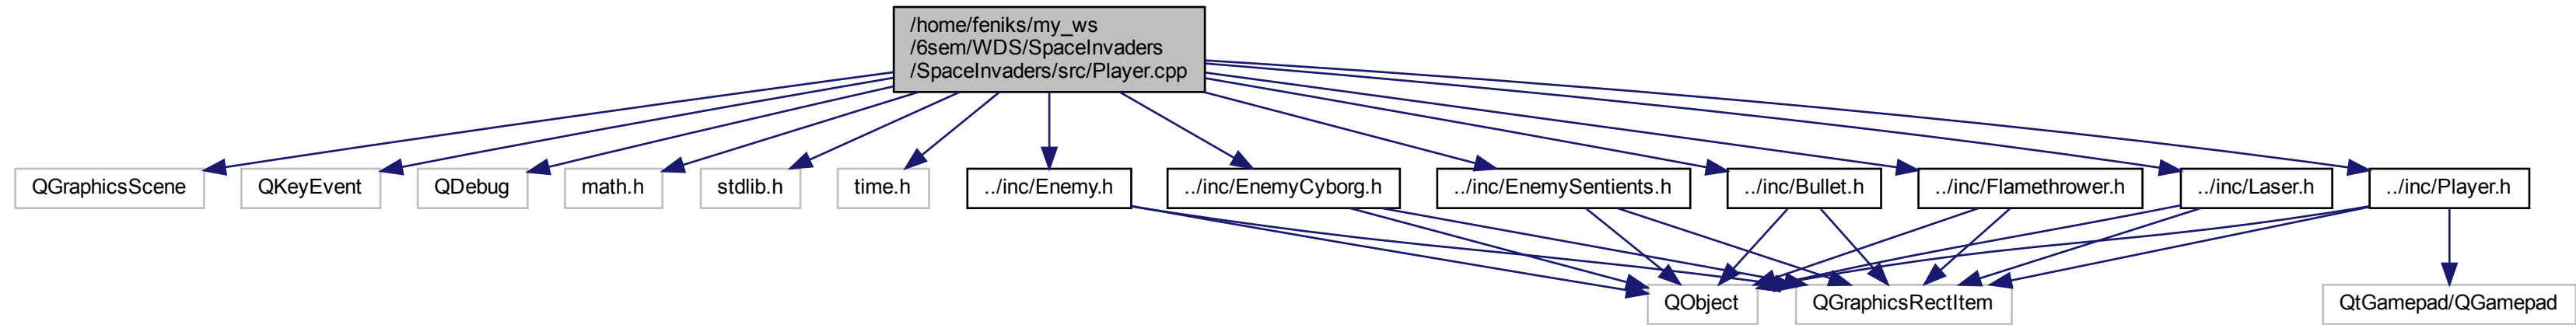 /home/feniks/my_ws
/6sem/WDS/SpaceInvaders
/SpaceInvaders/src/Player.cpp
QGraphicsScene
QKeyEvent
QDebug
math.h
stdlib.h
time.h
../inc/Enemy.h
../inc/EnemyCyborg.h
../inc/EnemySentients.h
../inc/Bullet.h
../inc/Flamethrower.h
../inc/Laser.h
../inc/Player.h
QObject
QGraphicsRectItem
QtGamepad/QGamepad